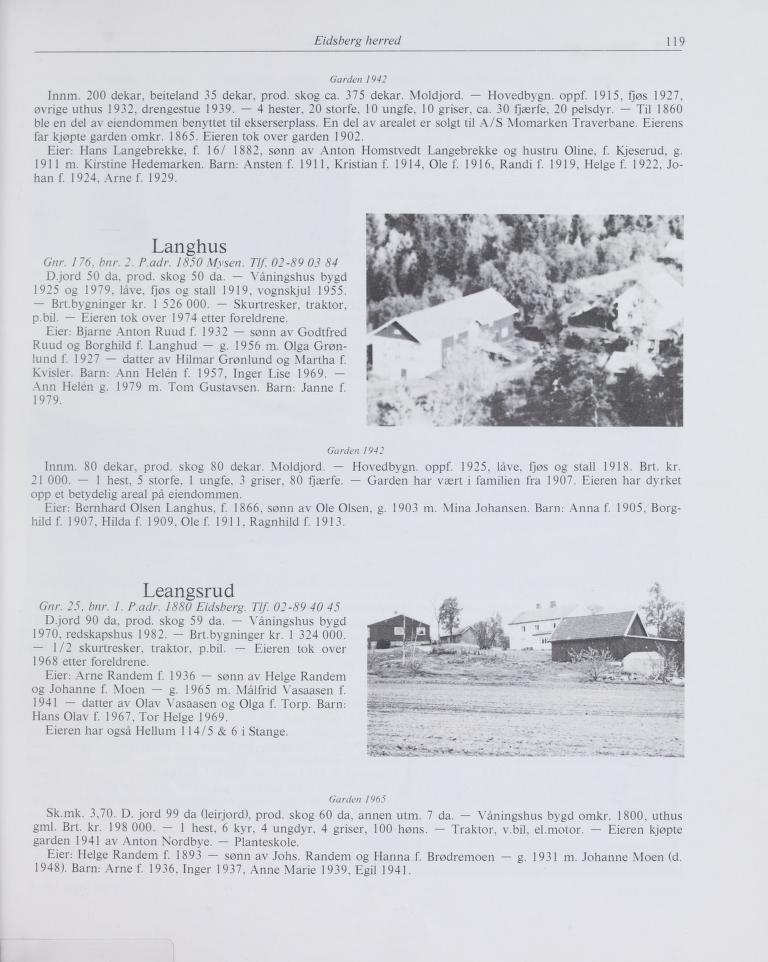 Eidsberg herred
119
Garden 1942
Innm. 200 dekar, beiteland 35 dekar, prod. skog ca. 375 dekar. Moldjord. — Hovedbygn. oppf. 1915, fjøs 1927,
øvrige uthus 1932, drengestue 1939. — 4 hester, 20 storfe, 10 ungfe, 10 griser, ca. 30 fjærfe, 20 pelsdyr. — Til 1860
ble en del av eiendommen benyttet til ekserserplass. En del av arealet er solgt til A/S Momarken Traverbane. Eierens
far kjøpte garden omkr. 1865. Eieren tok over garden 1902.
Eier: Hans Langebrekke, f. 16/ 1882, sønn av Anton Homstvedt Langebrekke og hustru Oline, f. Kjeserud, g.
1911 m. Kirstine Hedemarken. Barn: Ansten f. 1911, Kristian f. 1914, Ole f. 1916, Randi f. 1919, Helge f. 1922, Jo-
han f. 1924, Arne f. 1929.
Langhus
Gnr. 176, bnr. 2. P.adr. 1850 Mysen. Tlf. 02-89 03 84
D.jord 50 da, prod. skog 50 da. — Våningshus bygd
1925 og 1979, låve, fjøs og stall 1919, vognskjul 1955.
— Brt.bygninger kr. 1 526 000. — Skurtresker, traktor,
p.bil. — Eieren tok over 1974 etter foreldrene.
Eier: Bjarne Anton Ruud f. 1932 — sønn av Godtfred
Ruud og Borghild f. Langhud — g. 1956 m. Olga Grøn-
lund f. 1927 — datter av Hilmar Grønlund og Martha f.
Kvisler. Barn: Ann Helén f. 1957, Inger Lise 1969. —
Ann Helén g. 1979 m. Tom Gustavsen. Barn: Janne f.
1979.
Garden 1942
Innm. 80 dekar, prod. skog 80 dekar. Moldjord. — Hovedbygn. oppf. 1925, låve, fjøs og stall 1918. Brt. kr.
21 000. — 1 hest, 5 storfe, 1 ungfe, 3 griser, 80 fjærfe. — Garden har vært i familien fra 1907. Eieren har dyrket
opp et betydelig areal på eiendommen.
Eier: Bernhard Olsen Langhus, f. 1866, sønn av Ole Olsen, g. 1903 m. Mina Johansen. Barn: Anna f. 1905, Borg-
hild f. 1907, Hilda f. 1909, Ole f. 1911, Ragnhild f. 1913.
Leangsrud
Gnr. 25, bnr. 1. P.adr. 1880 Eidsberg. Tlf. 02-89 40 45
D.jord 90 da, prod. skog 59 da. — Våningshus bygd
1970, redskapshus 1982. — Brt.bygninger kr. 1 324 000.
— 1/2 skurtresker, traktor, p.bil. — Eieren tok over
1968 etter foreldrene.
Eier: Arne Randem f. 1936 — sønn av Helge Randem
og Johanne f. Moen — g. 1965 m. Målfrid Vasaasen f.
1941 — datter av Olav Vasaasen og Olga f. Torp. Barn:
Hans Olav f. 1967, Tor Helge 1969.
Eieren har også Hellum 114/5 & 6 i Stange.
Garden 1965
Sk.mk. 3,70. D. jord 99 da (leirjord), prod. skog 60 da, annen utm. 7 da. — Våningshus bygd omkr. 1800, uthus
gml. Brt. kr. 198 000. — 1 hest, 6 kyr, 4 ungdyr, 4 griser, 100 høns. — Traktor, v.bil, el.motor. — Eieren kjøpte
garden 1941 av Anton Nordbye. — Planteskole.
Eier: Helge Randem f. 1893 — sønn av Johs. Randem og Hanna f. Brødremoen — g. 1931 m. Johanne Moen (d.
1948). Barn: Arne f. 1936, Inger 1937, Anne Marie 1939, Egil 1941.